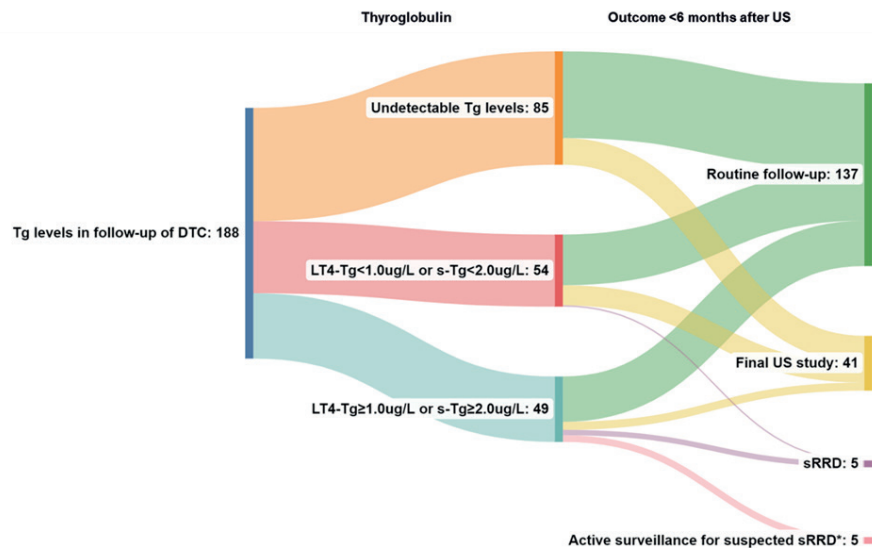 Thyroglobulin
Outcome <6 months after US
Undetectable Tg levels: 85
Routine follow-up: 137
Tg levels in follow-up of DTC: 188
LT4-Tg<1.0ug/L or s-Tg<2.0ug/L: 54
Final US study: 41
LT4-Tg≥1.0ug/L or s-Tg≥2.0ug/L: 49
sRRD: 5
Active surveillance for suspected sRRD*: 5